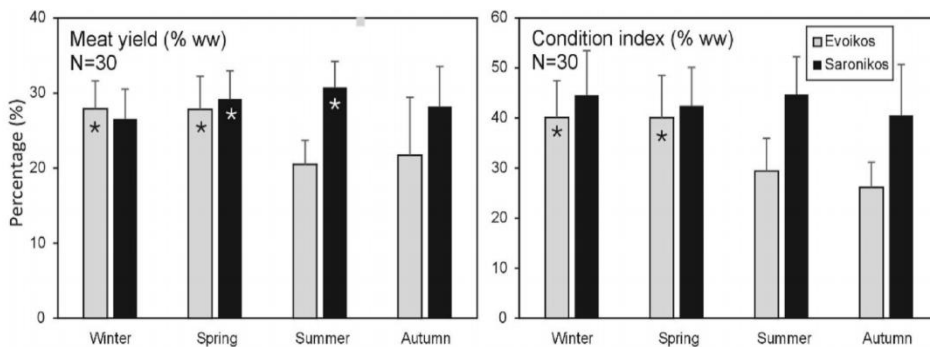 Meat yield (% ww)
N=30
Percentage (%)
40
30
20
10
0
*
*
*
*
Winter
Spring
Summer
Autumn
Condition index (% ww)
N=30
Evoikos
Saronikos
60
50
40
30
20
10
0
*
*
Winter
Spring
Summer
Autumn